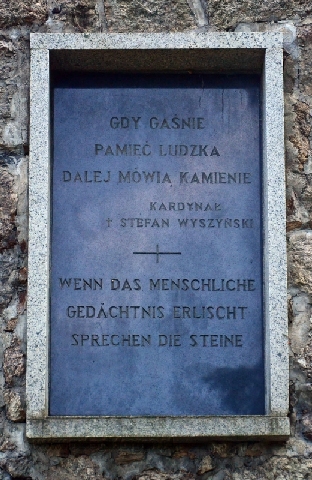 GDY GAŚNIE
PAMIĘĆ LUDZKA
DALEJ MÓWIĄ KAMIENIE
KARDYNAŁ
† STEFAN WYSZYŃSKI
WENN DAS MENSCHLICHE
GEDÄCHTNIS ERLISCHT
SPRECHEN DIE STEINE